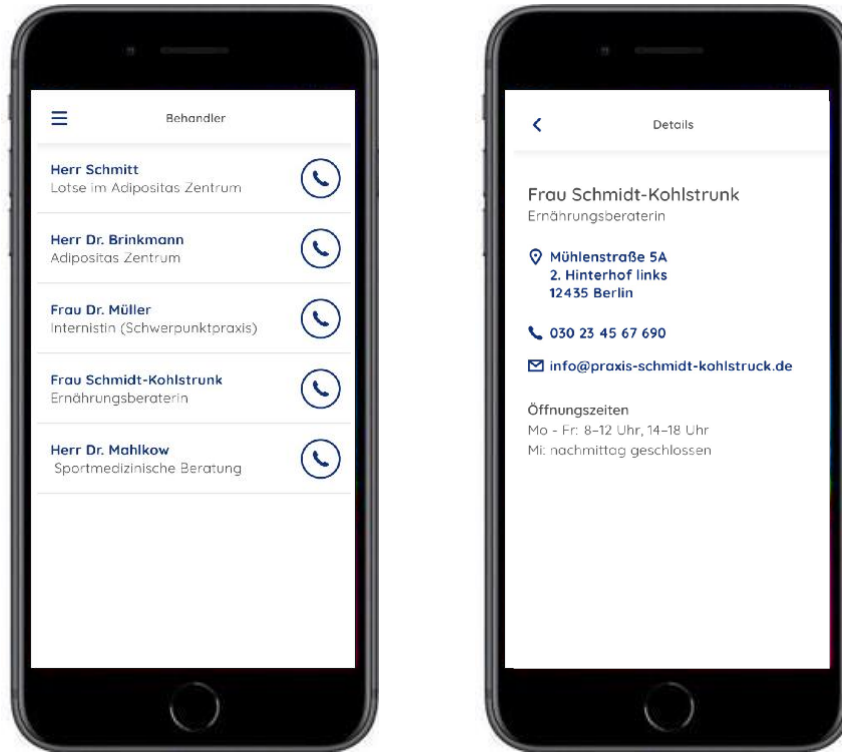 Behandler
Herr Schmitt
Lotse im Adipositas Zentrum
Herr Dr. Brinkmann
Adipositas Zentrum
Frau Dr. Müller
Internistin (Schwerpunktpraxis)
Frau Schmidt-Kohlstrunk
Ernährungsberaterin
Herr Dr. Mahlkow
Sportmedizinische Beratung
Details
Frau Schmidt-Kohlstrunk
Ernährungsberaterin
Mühlenstraße 5A
2. Hinterhof links
12435 Berlin
030 23 45 67 690
info@praxis-schmidt-kohlstruck.de
Öffnungszeiten
Mo - Fr: 8–12 Uhr, 14–18 Uhr
Mi: nachmittag geschlossen